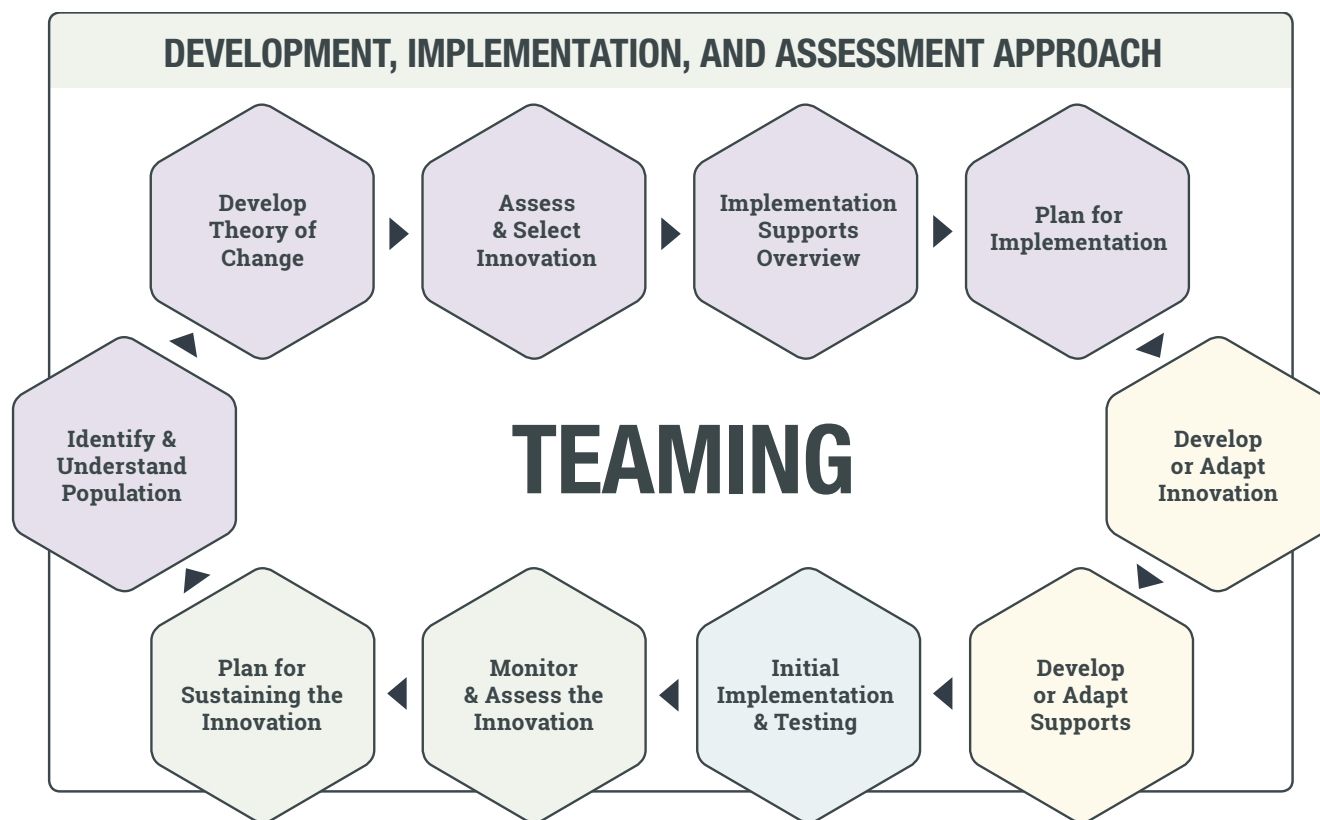 DEVELOPMENT, IMPLEMENTATION, AND ASSESSMENT APPROACH
Develop
Theory of
Change
Assess
& Select
Innovation
Implementation
Supports
Overview
Plan for
Implementation
Identify &
Understand
Population
TEAMING
Develop
or Adapt
Innovation
Plan for
Sustaining the
Innovation
Monitor
& Assess the
Innovation
Initial
Implementation
& Testing
Develop
or Adapt
Supports